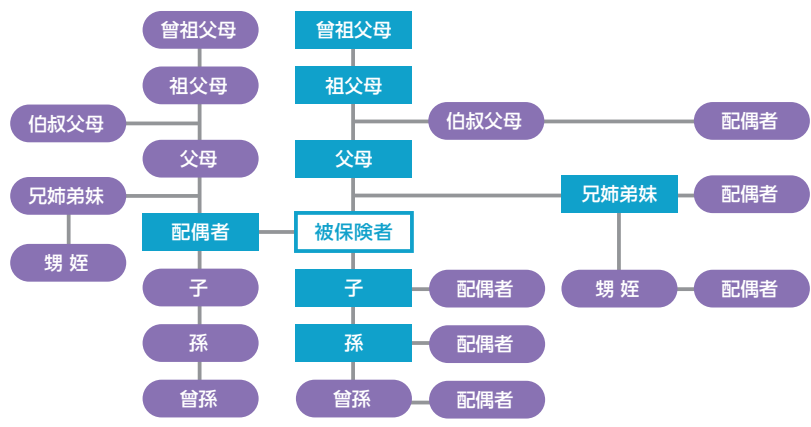 曾祖父母
曾祖父母
祖父母
祖父母
伯叔父母
伯叔父母
配偶者
父母
父母
兄姉弟妹
兄姉弟妹
配偶者
配偶者
被保険者
甥 姪
子
子
配偶者
甥 姪
配偶者
孫
孫
配偶者
曾孫
曾孫
配偶者